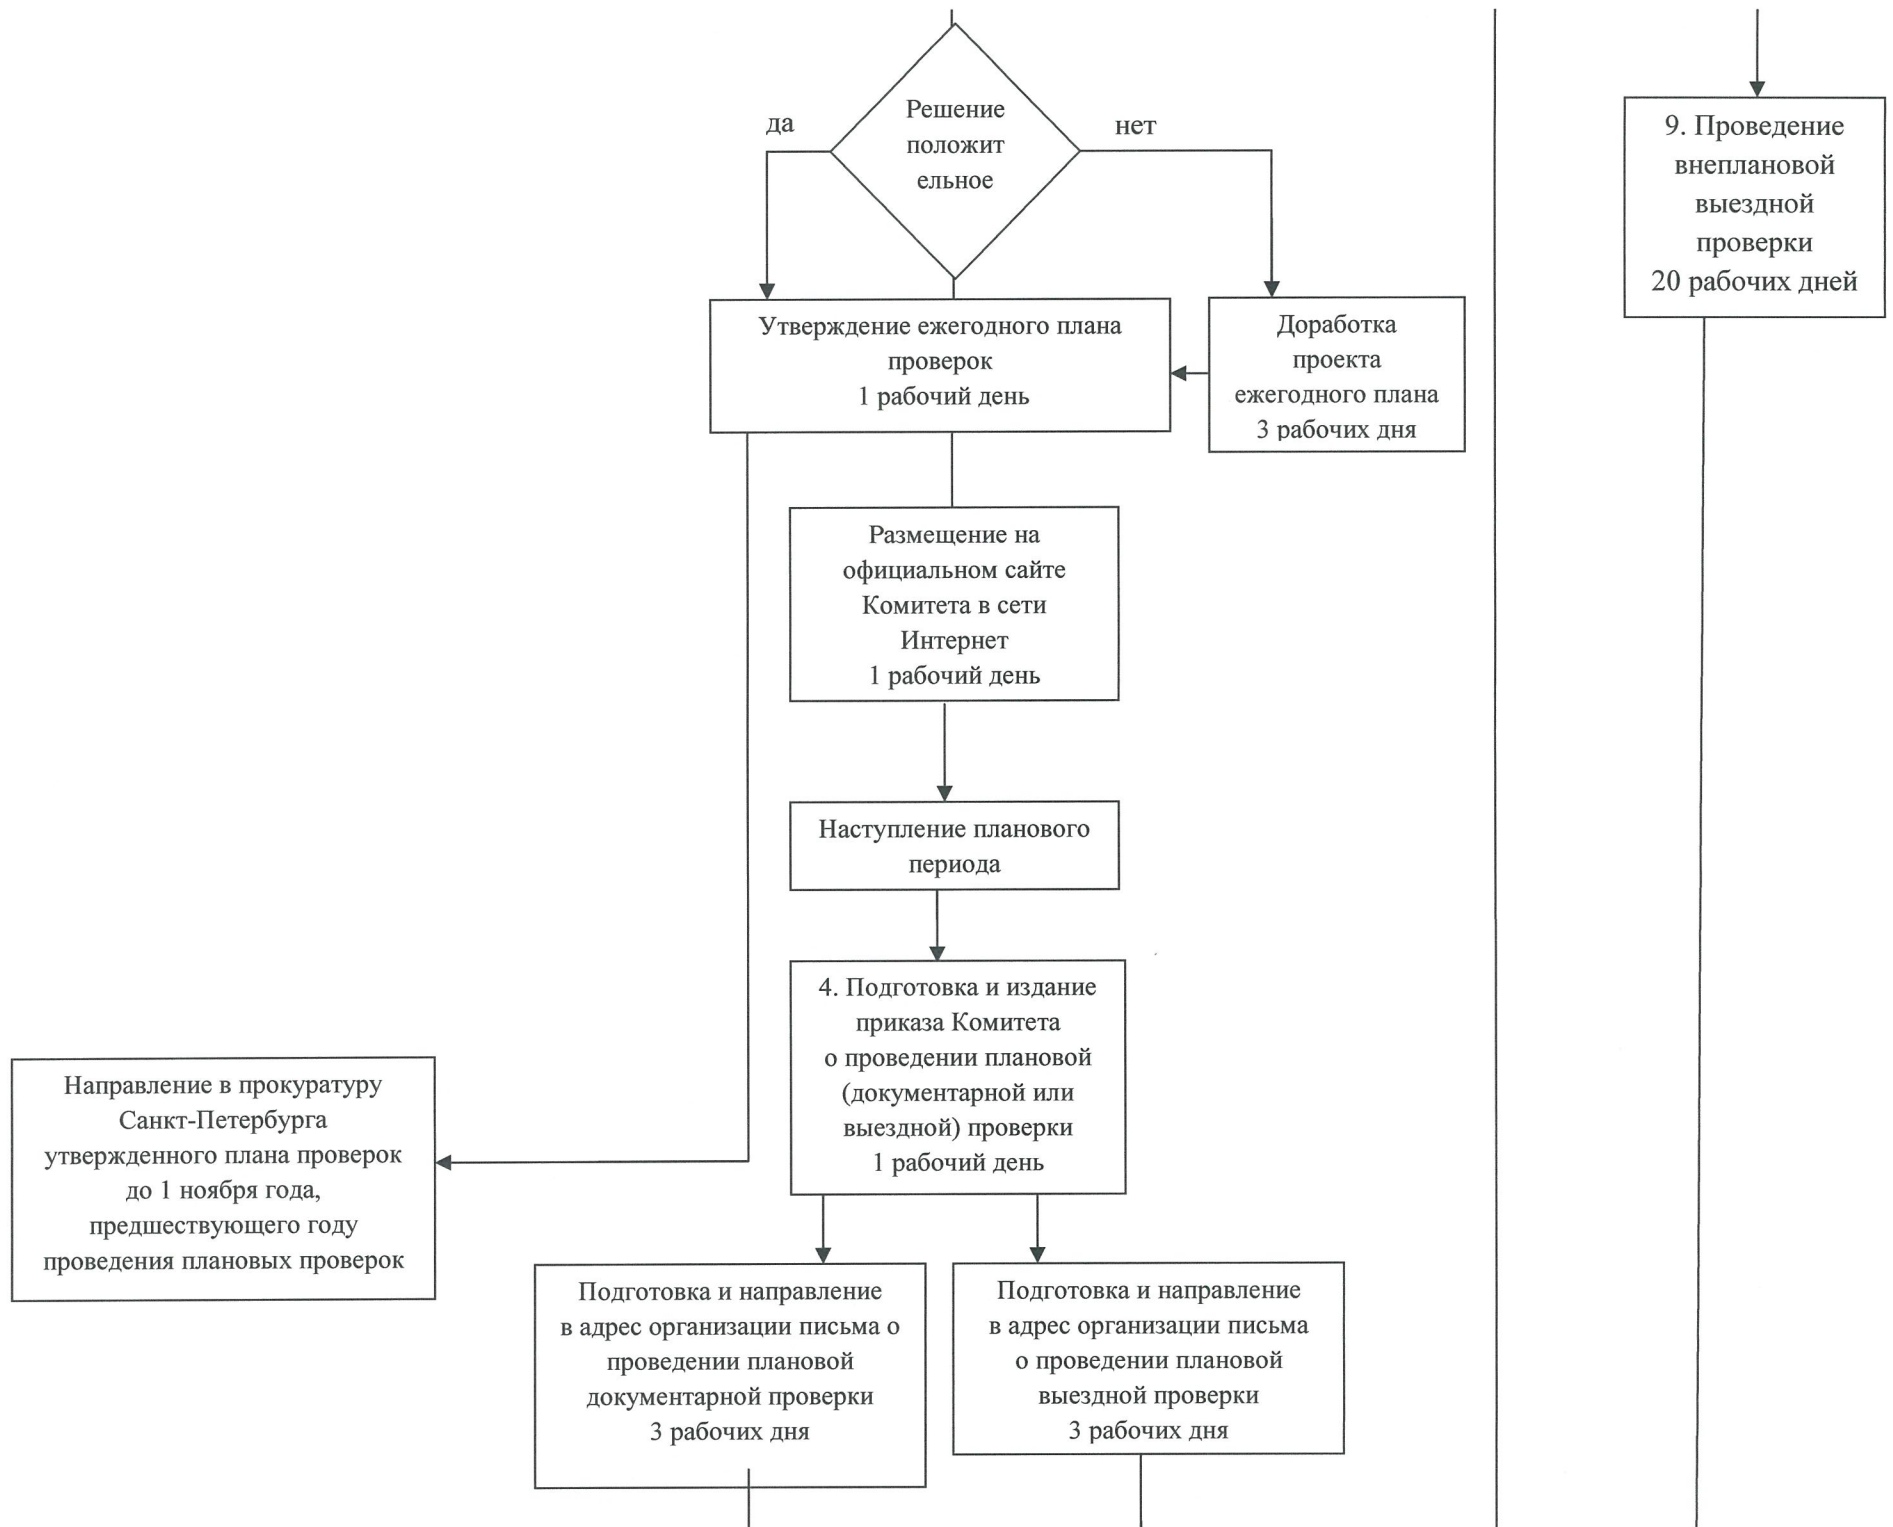 Решение
положит
ельное
да
нет
9. Проведение
внеплановой
выездной
проверки
20 рабочих дней
Утверждение ежегодного плана
проверок
1 рабочий день
Доработка
проекта
ежегодного плана
3 рабочих дня
Размещение на
официальном сайте
Комитета в сети
Интернет
1 рабочий день
Наступление планового
периода
4. Подготовка и издание
приказа Комитета
о проведении плановой
(документарной или
выездной) проверки
1 рабочий день
Направление в прокуратуру
Санкт-Петербурга
утвержденного плана проверок
до 1 ноября года,
предшествующего году
проведения плановых проверок
Подготовка и направление
в адрес организации письма о
проведении плановой
документарной проверки
3 рабочих дня
Подготовка и направление
в адрес организации письма
о проведении плановой
выездной проверки
3 рабочих дня